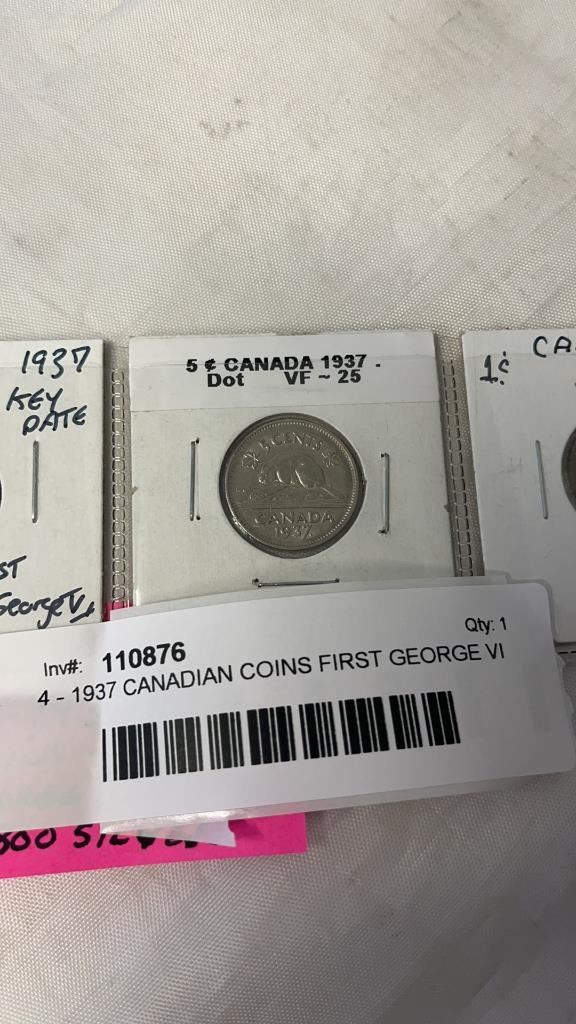 1937
KEY
DATE
ST
George VI
5 ¢ CANADA 1937 .
Dot VF ~ 25
5 CENTS
CANADA
1937
1¢ CA
Inv#: 110876
Qty: 1
4 - 1937 CANADIAN COINS FIRST GEORGE VI